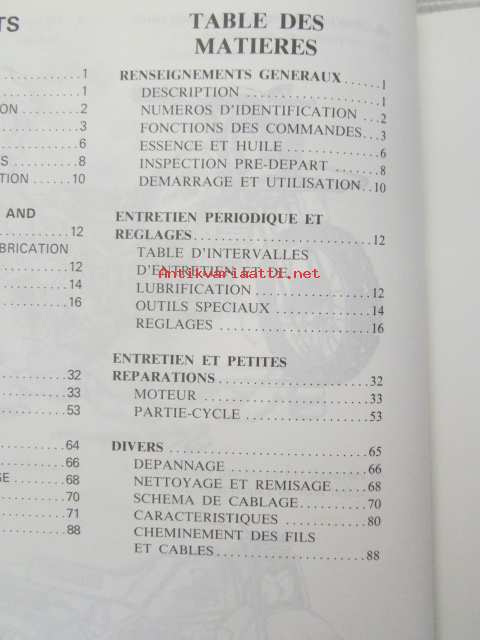 TS
1
1
ON 2
3
6
S 8
TION 10
AND
12
BRICATION
12
14
16
32
33
53
64
66
GE 68
70
71
88
TABLE DES
MATIERES
RENSEIGNEMENTS GENERAUX......1
DESCRIPTION...............1
NUMEROS D'IDENTIFICATION ...2
FONCTIONS DES COMMANDES...3
ESSENCE ET HUILE............6
INSPECTION PRE-DEPART .......8
DEMARRAGE ET UTILISATION..10
ENTRETIEN PERIODIQUE ET
REGLAGES.......................12
TABLE D'INTERVALLES
D'ENTRETIEN ET DE
Antikvariaatti.net
LUBRIFICATION ...............12
OUTILS SPECIAUX ............14
REGLAGES ...................16
ENTRETIEN ET PETITES
REPARATIONS....................32
MOTEUR ......................33
PARTIE-CYCLE ................53
DIVERS .........................65
DEPANNAGE ..................66
NETTOYAGE ET REMISAGE ....68
SCHEMA DE CABLAGE.........70
CARACTERISTIQUES ..........80
CHEMINEMENT DES FILS
ET CABLES....................88